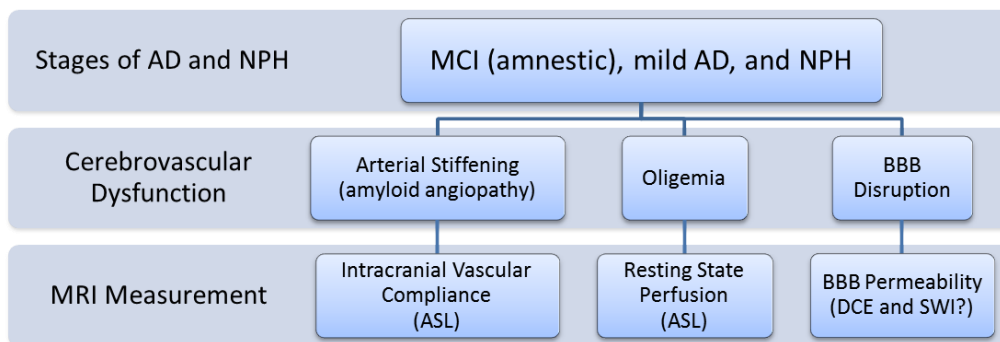 Stages of AD and NPH
MCI (amnestic), mild AD, and NPH
Cerebrovascular
Dysfunction
Arterial Stiffening
(amyloid angiopathy)
Oligemia
BBB
Disruption
MRI Measurement
Intracranial Vascular
Compliance
(ASL)
Resting State
Perfusion
(ASL)
BBB Permeability
(DCE and SWI?)